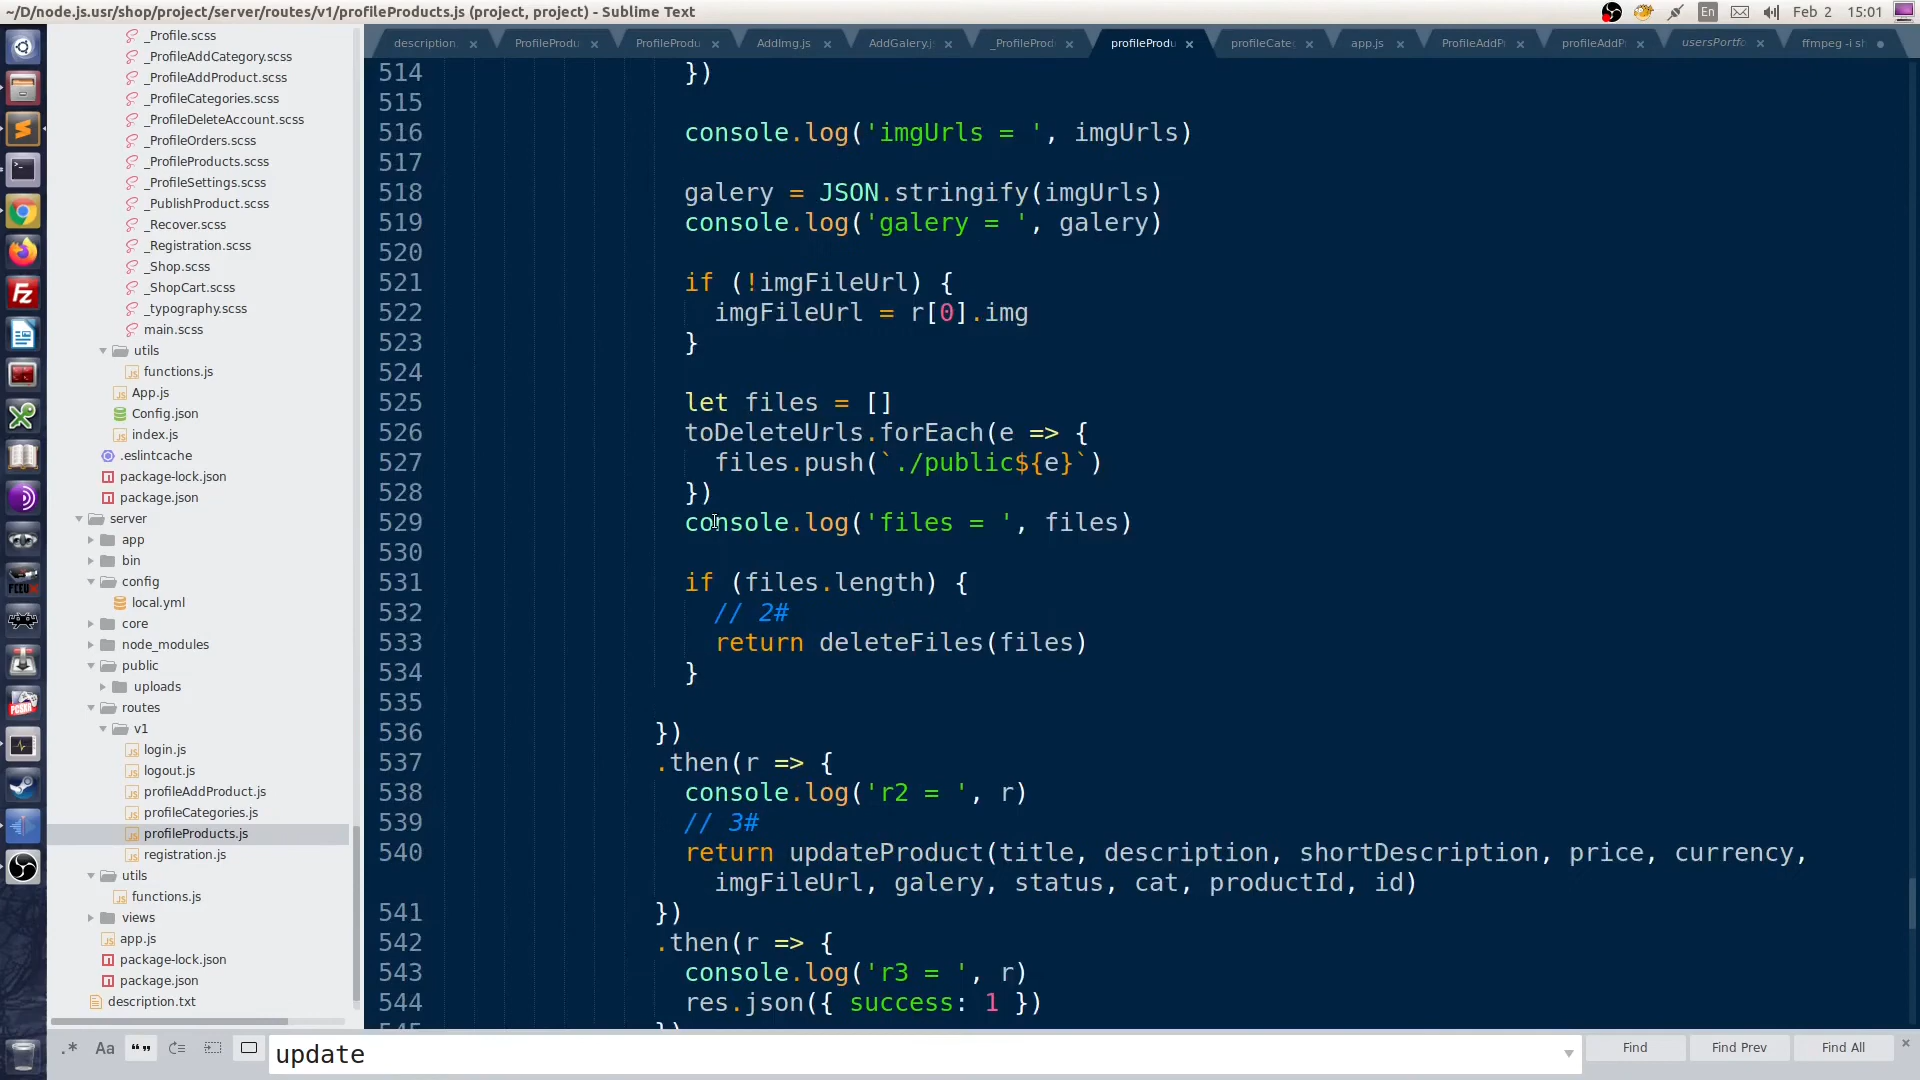 ~/D/node.js.usr/shop/project/server/routes/v1/profileProducts.js (project, project) - Sublime Text
En
Feb 2
15:01
description.
ProfileProdu
ProfileProdu
AddImg.js
AddGalery.j
_ProfileProd
profileProdu
profileCate
app.js
ProfileAddP
profileAddP
usersPortfo
ffmpeg -i s
_Profile.scss
_ProfileAddCategory.scss
_ProfileAddProduct.scss
_ProfileCategories.scss
_ProfileDeleteAccount.scss
_ProfileOrders.scss
_ProfileProducts.scss
_ProfileSettings.scss
_PublishProduct.scss
_Recover.scss
_Registration.scss
_Shop.scss
_ShopCart.scss
_typography.scss
main.scss
utils
functions.js
App.js
Config.json
index.js
.eslintcache
package-lock.json
package.json
server
app
bin
config
local.yml
core
node_modules
public
uploads
routes
v1
login.js
logout.js
profileAddProduct.js
profileCategories.js
profileProducts.js
registration.js
utils
functions.js
views
app.js
package-lock.json
package.json
description.txt
514 })
515
516 console.log('imgUrls = ', imgUrls)
517
518 galery = JSON.stringify(imgUrls)
519 console.log('galery = ', galery)
520
521 if (!imgFileUrl) {
522 imgFileUrl = r[0].img
523 }
524
525 let files = []
526 toDeleteUrls.forEach(e => {
527 files.push(`./public${e}`)
528 })
529 console.log('files = ', files)
530
531 if (files.length) {
532 // 2#
533 return deleteFiles(files)
534 }
535
536 })
537 .then(r => {
538 console.log('r2 = ', r)
539 // 3#
540 return updateProduct(title, description, shortDescription, price, currency,
imgFileUrl, galery, status, cat, productId, id)
541 })
542 .then(r => {
543 console.log('r3 = ', r)
544 res.json({ success: 1 })
.* Aa “” 
update
Find
Find Prev
Find All